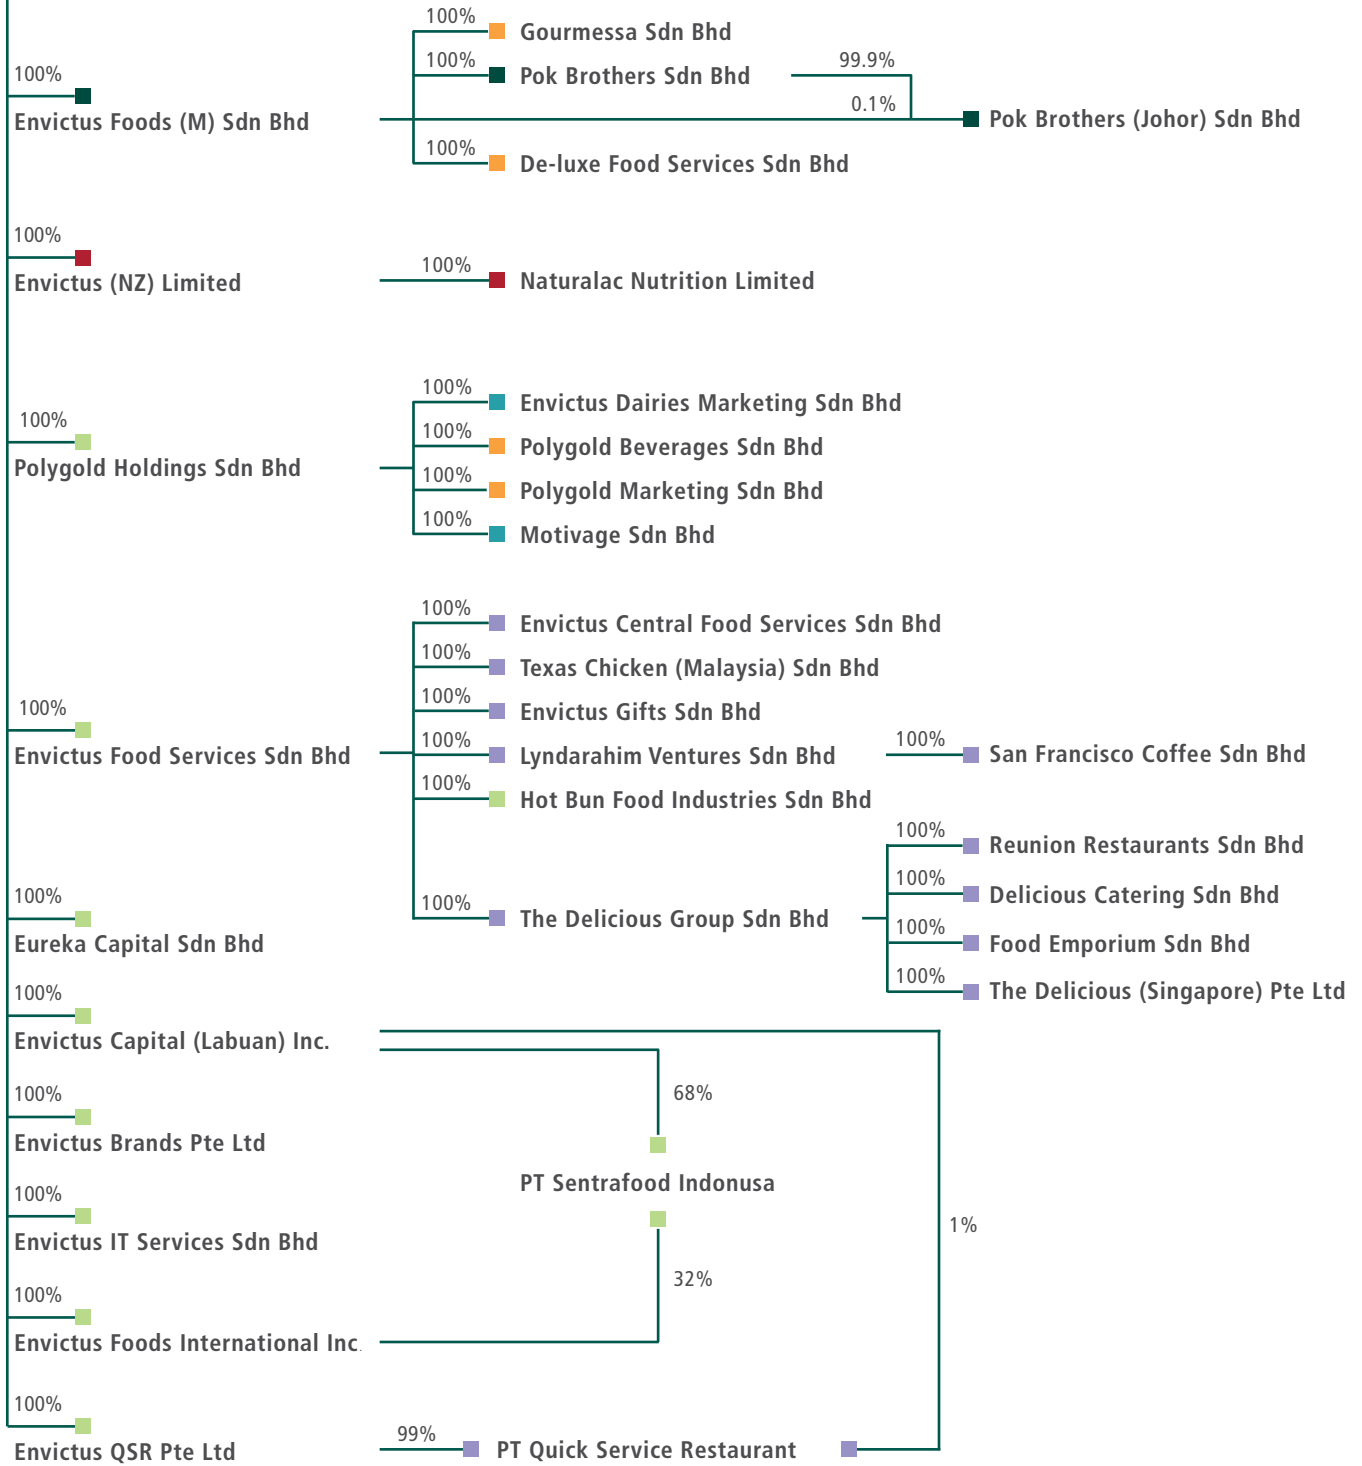 100%
Gourmessa Sdn Bhd
100%
Pok Brothers Sdn Bhd
99.9%
100%
Envictus Foods (M) Sdn Bhd
0.1%
Pok Brothers (Johor) Sdn Bhd
100%
De-luxe Food Services Sdn Bhd
100%
Envictus (NZ) Limited
100%
Naturalac Nutrition Limited
100%
Polygold Holdings Sdn Bhd
100%
Envictus Dairies Marketing Sdn Bhd
100%
Polygold Beverages Sdn Bhd
100%
Polygold Marketing Sdn Bhd
100%
Motivage Sdn Bhd
100%
Envictus Food Services Sdn Bhd
100%
Envictus Central Food Services Sdn Bhd
100%
Texas Chicken (Malaysia) Sdn Bhd
100%
Envictus Gifts Sdn Bhd
100%
Lyndarahim Ventures Sdn Bhd
100%
San Francisco Coffee Sdn Bhd
100%
Hot Bun Food Industries Sdn Bhd
100%
The Delicious Group Sdn Bhd
100%
Reunion Restaurants Sdn Bhd
100%
Delicious Catering Sdn Bhd
100%
Food Emporium Sdn Bhd
100%
The Delicious (Singapore) Pte Ltd
100%
Eureka Capital Sdn Bhd
100%
Envictus Capital (Labuan) Inc.
68%
100%
Envictus Brands Pte Ltd
PT Sentrafood Indonusa
100%
Envictus IT Services Sdn Bhd
1%
32%
100%
Envictus Foods International Inc.
100%
Envictus QSR Pte Ltd
99%
PT Quick Service Restaurant